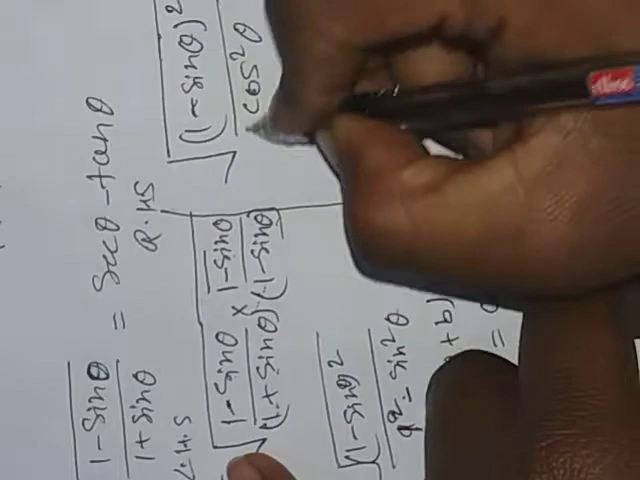 √(1-sinθ)/(1+sinθ) = secθ - tanθ
L.H.S
R.HS
√(1-sinθ)/(1+sinθ) × (1-sinθ)/(1-sinθ)
√(1-sinθ)²/(1²-sin²θ)
+ b)
=
√(1-sinθ)²/cos²θ